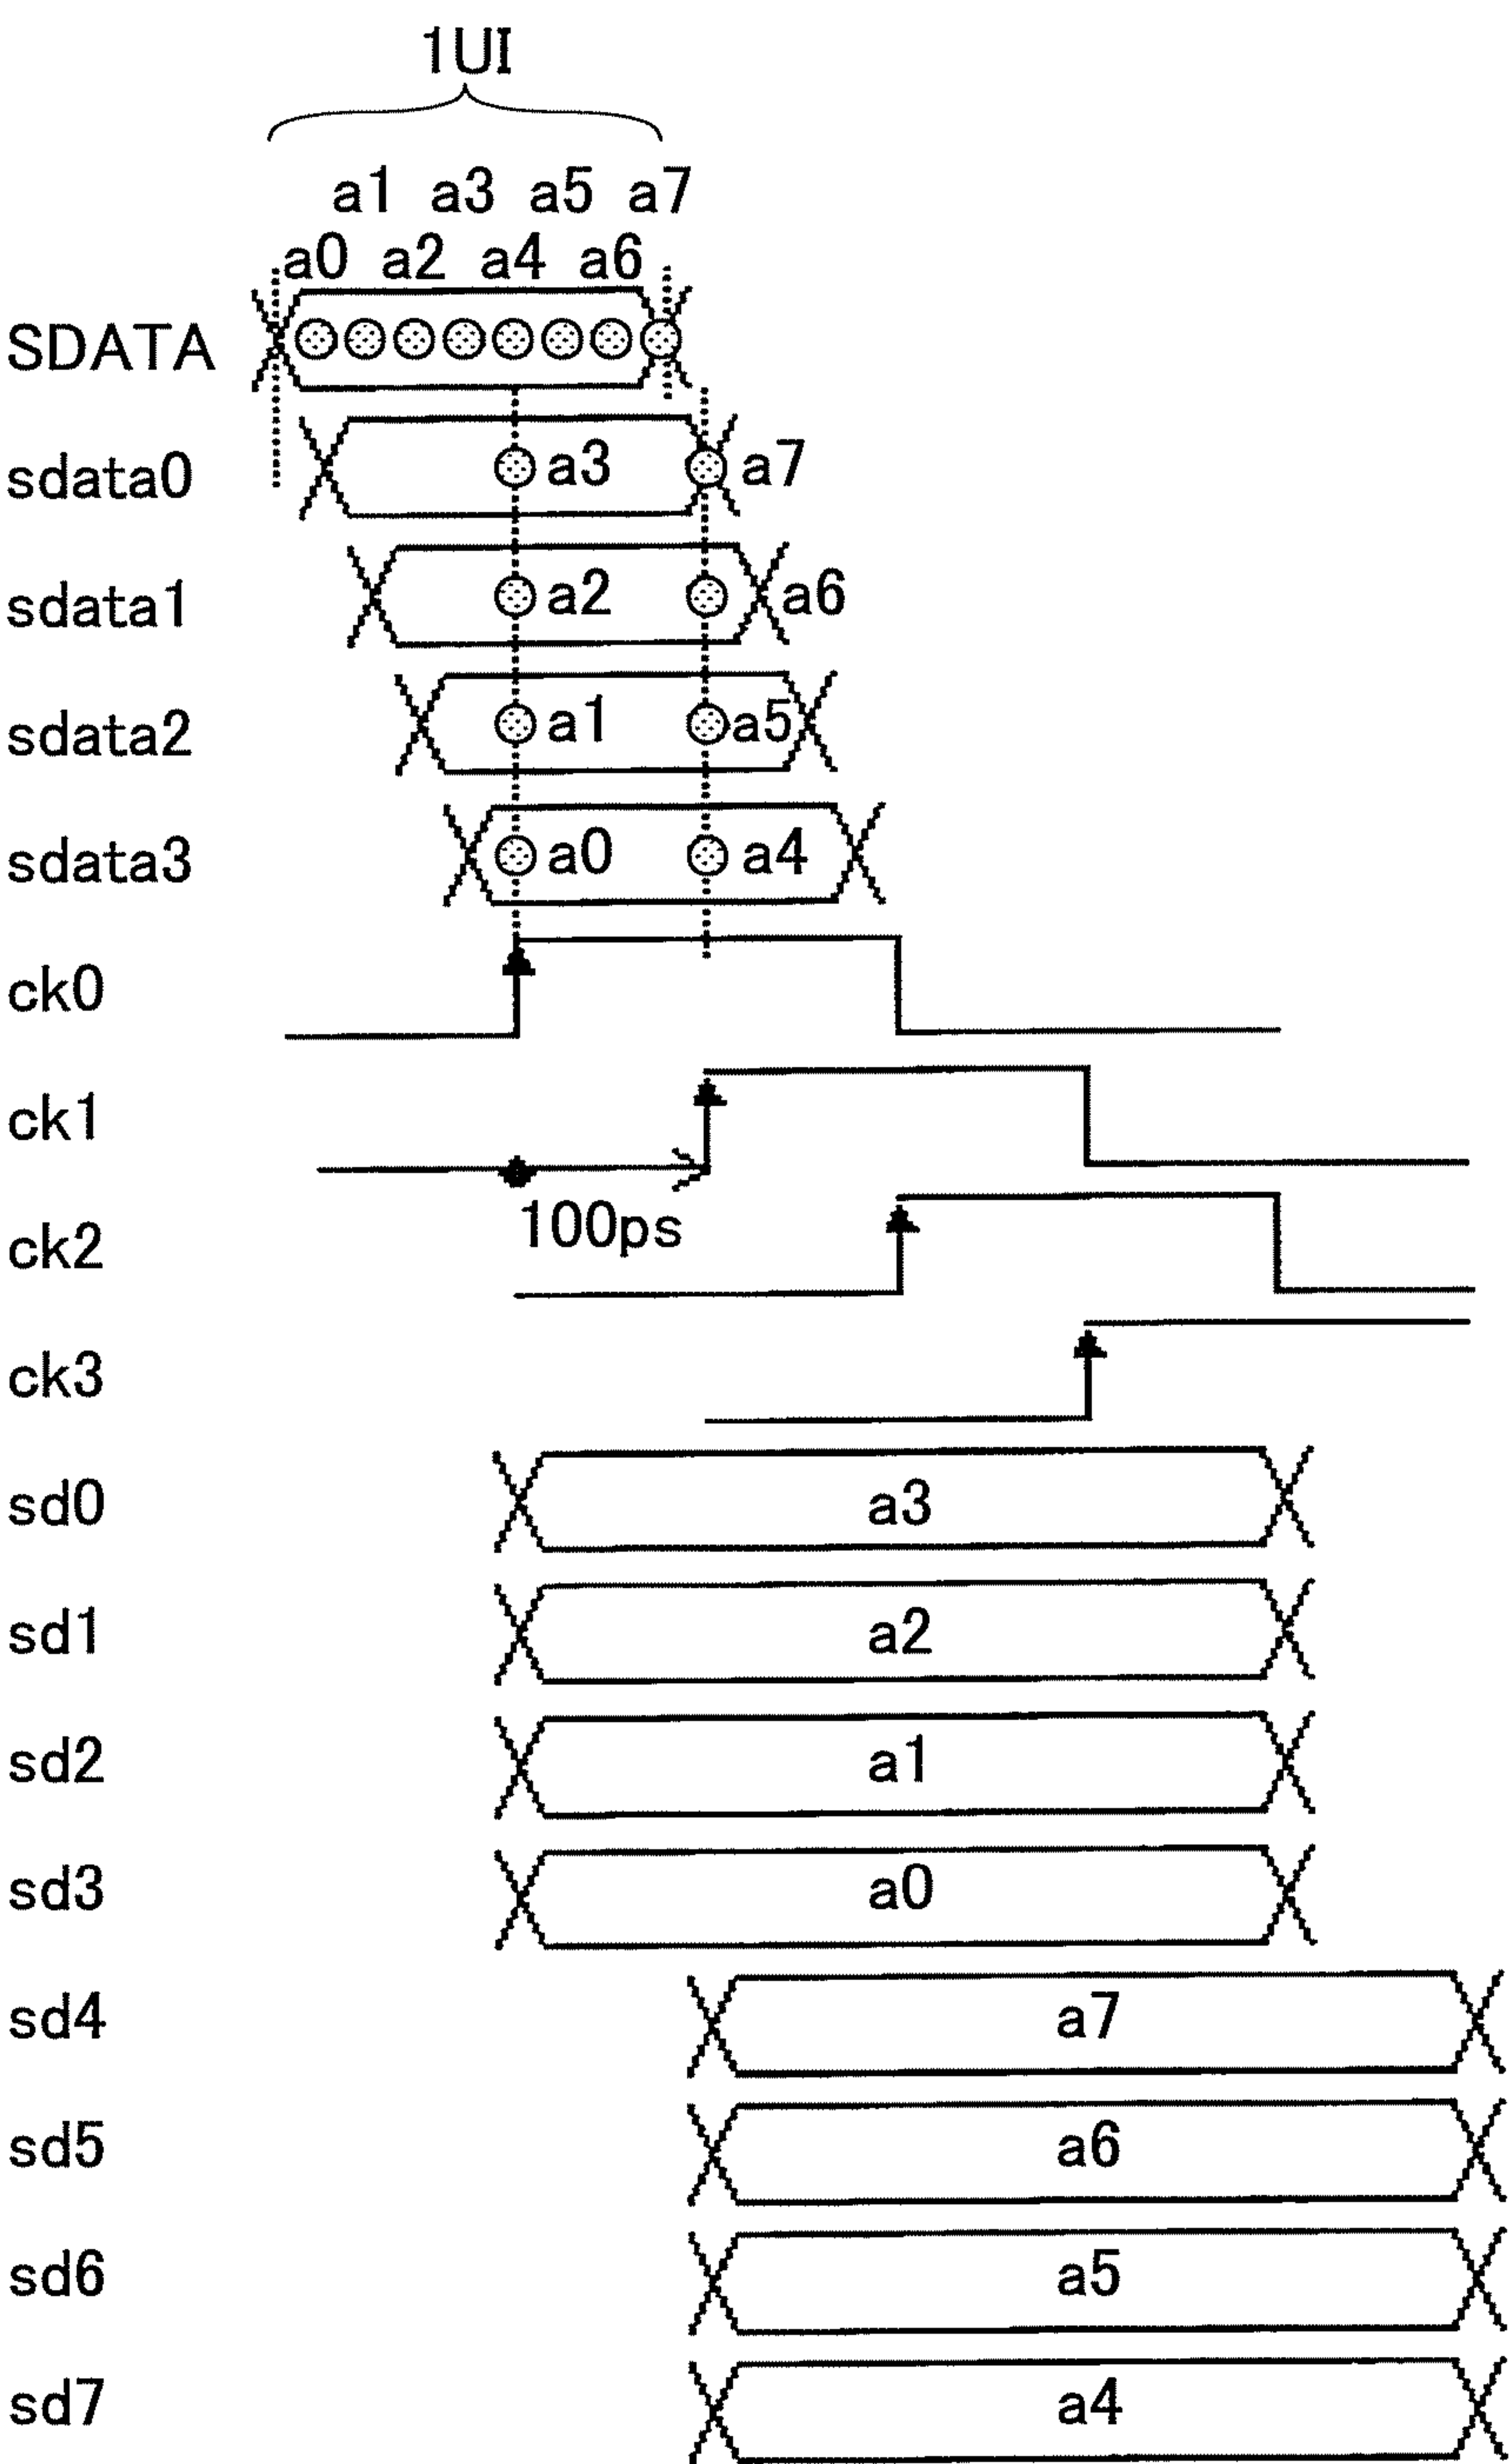 1UI
a1 a3 a5 a7
a0 a2 a4 a6
SDATA
sdata0 a3 a7
sdata1 a2 a6
sdata2 a1 a5
sdata3 a0 a4
ck0
ck1
100ps
ck2
ck3
sd0 a3
sd1 a2
sd2 a1
sd3 a0
sd4 a7
sd5 a6
sd6 a5
sd7 a4